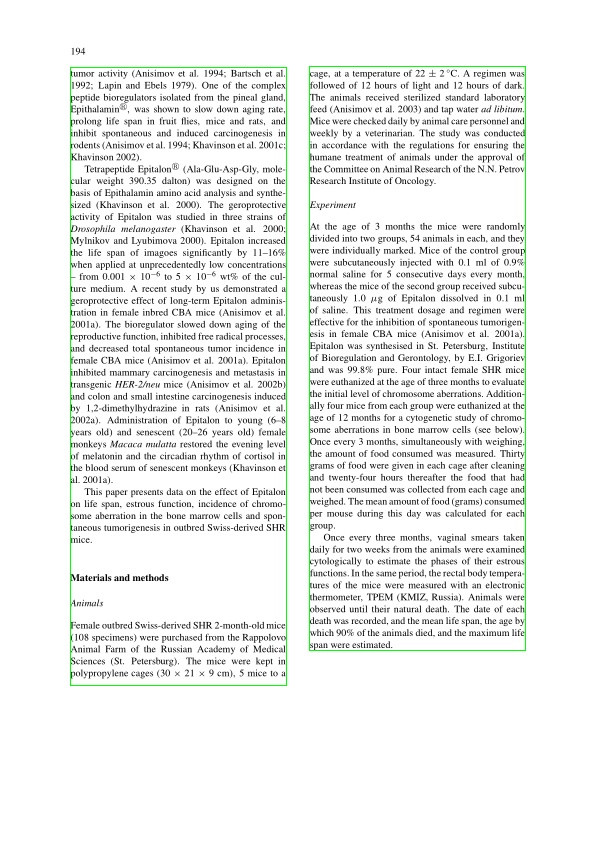 194
tumor activity (Anisimov et al. 1994; Bartsch et al.
1992; Lapin and Ebels 1979). One of the complex
peptide bioregulators isolated from the pineal gland,
Epithalamin®, was shown to slow down aging rate,
prolong life span in fruit flies, mice and rats, and
inhibit spontaneous and induced carcinogenesis in
rodents (Anisimov et al. 1994; Khavinson et al. 2001c;
Khavinson 2002).
Tetrapeptide Epitalon® (Ala-Glu-Asp-Gly, mole-
cular weight 390.35 dalton) was designed on the
basis of Epithalamin amino acid analysis and synthe-
sized (Khavinson et al. 2000). The geroprotective
activity of Epitalon was studied in three strains of
Drosophila melanogaster (Khavinson et al. 2000;
Mylnikov and Lyubimova 2000). Epitalon increased
the life span of imagoes significantly by 11–16%
when applied at unprecedentedly low concentrations
– from 0.001 × 10⁻⁶ to 5 × 10⁻⁶ wt% of the cul-
ture medium. A recent study by us demonstrated a
geroprotective effect of long-term Epitalon adminis-
tration in female inbred CBA mice (Anisimov et al.
2001a). The bioregulator slowed down aging of the
reproductive function, inhibited free radical processes,
and decreased total spontaneous tumor incidence in
female CBA mice (Anisimov et al. 2001a). Epitalon
inhibited mammary carcinogenesis and metastasis in
transgenic HER-2/neu mice (Anisimov et al. 2002b)
and colon and small intestine carcinogenesis induced
by 1,2-dimethylhydrazine in rats (Anisimov et al.
2002a). Administration of Epitalon to young (6–8
years old) and senescent (20–26 years old) female
monkeys Macaca mulatta restored the evening level
of melatonin and the circadian rhythm of cortisol in
the blood serum of senescent monkeys (Khavinson et
al. 2001a).
This paper presents data on the effect of Epitalon
on life span, estrous function, incidence of chromo-
some aberration in the bone marrow cells and spon-
taneous tumorigenesis in outbred Swiss-derived SHR
mice.
Materials and methods
Animals
Female outbred Swiss-derived SHR 2-month-old mice
(108 specimens) were purchased from the Rappolovo
Animal Farm of the Russian Academy of Medical
Sciences (St. Petersburg). The mice were kept in
polypropylene cages (30 × 21 × 9 cm), 5 mice to a
cage, at a temperature of 22 ± 2 °C. A regimen was
followed of 12 hours of light and 12 hours of dark.
The animals received sterilized standard laboratory
feed (Anisimov et al. 2003) and tap water ad libitum.
Mice were checked daily by animal care personnel and
weekly by a veterinarian. The study was conducted
in accordance with the regulations for ensuring the
humane treatment of animals under the approval of
the Committee on Animal Research of the N.N. Petrov
Research Institute of Oncology.
Experiment
At the age of 3 months the mice were randomly
divided into two groups, 54 animals in each, and they
were individually marked. Mice of the control group
were subcutaneously injected with 0.1 ml of 0.9%
normal saline for 5 consecutive days every month,
whereas the mice of the second group received subcu-
taneously 1.0 μg of Epitalon dissolved in 0.1 ml
of saline. This treatment dosage and regimen were
effective for the inhibition of spontaneous tumorigen-
esis in female CBA mice (Anisimov et al. 2001a).
Epitalon was synthesised in St. Petersburg, Institute
of Bioregulation and Gerontology, by E.I. Grigoriev
and was 99.8% pure. Four intact female SHR mice
were euthanized at the age of three months to evaluate
the initial level of chromosome aberrations. Addition-
ally four mice from each group were euthanized at the
age of 12 months for a cytogenetic study of chromo-
some aberrations in bone marrow cells (see below).
Once every 3 months, simultaneously with weighing,
the amount of food consumed was measured. Thirty
grams of food were given in each cage after cleaning
and twenty-four hours thereafter the food that had
not been consumed was collected from each cage and
weighed. The mean amount of food (grams) consumed
per mouse during this day was calculated for each
group.
Once every three months, vaginal smears taken
daily for two weeks from the animals were examined
cytologically to estimate the phases of their estrous
functions. In the same period, the rectal body tempera-
tures of the mice were measured with an electronic
thermometer, TPEM (KMIZ, Russia). Animals were
observed until their natural death. The date of each
death was recorded, and the mean life span, the age by
which 90% of the animals died, and the maximum life
span were estimated.